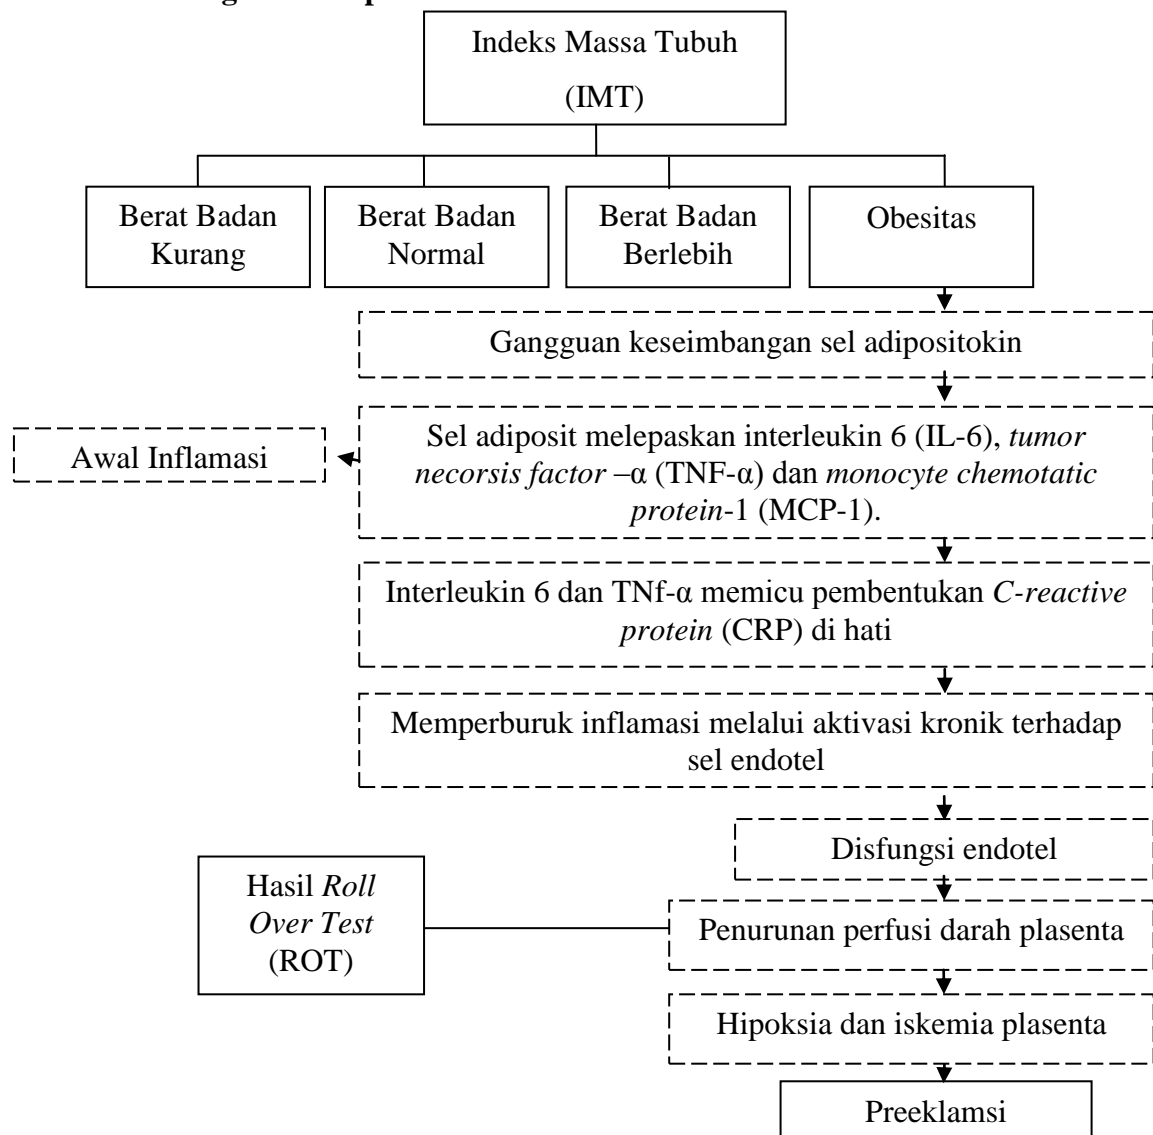 Indeks Massa Tubuh
(IMT)
Berat Badan
Kurang
Berat Badan
Normal
Berat Badan
Berlebih
Obesitas
Gangguan keseimbangan sel adipositokin
Awal Inflamasi
Sel adiposit melepaskan interleukin 6 (IL-6), tumor
necorsis factor –α (TNF-α) dan monocyte chemotatic
protein-1 (MCP-1).
Interleukin 6 dan TNf-α memicu pembentukan C-reactive
protein (CRP) di hati
Memperburuk inflamasi melalui aktivasi kronik terhadap
sel endotel
Disfungsi endotel
Hasil Roll
Over Test
(ROT)
Penurunan perfusi darah plasenta
Hipoksia dan iskemia plasenta
Preeklamsi